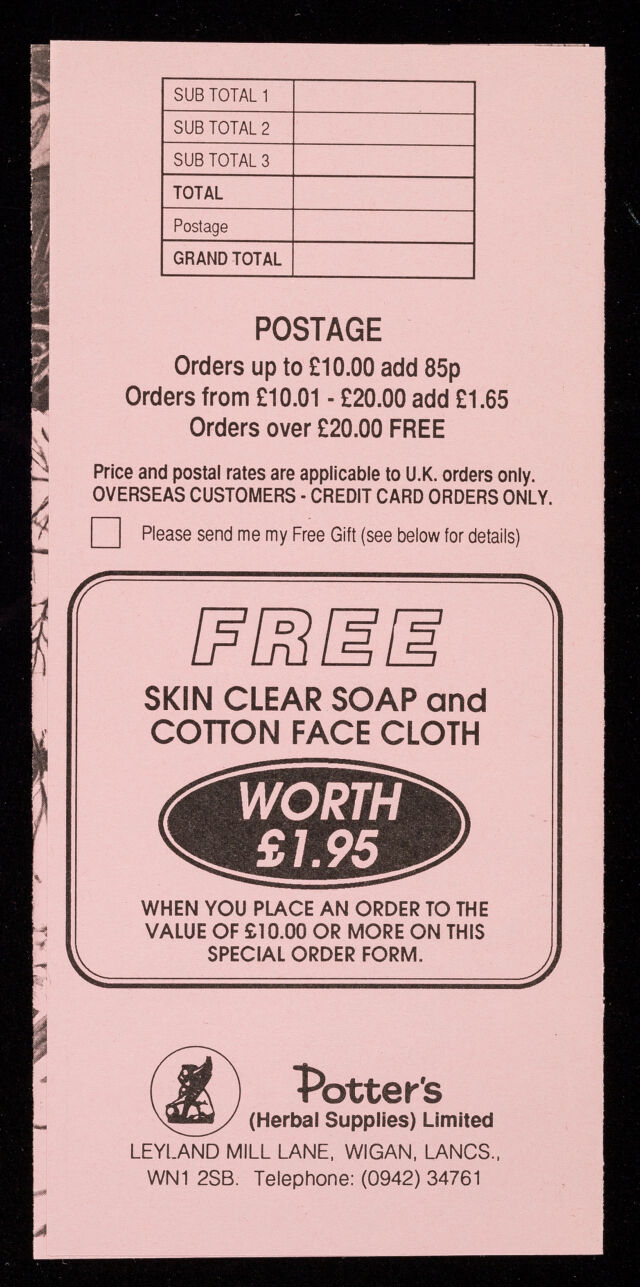 SUB TOTAL 1
SUB TOTAL 2
SUB TOTAL 3
TOTAL
Postage
GRAND TOTAL
POSTAGE
Orders up to £10.00 add 85p
Orders from £10.01 - £20.00 add £1.65
Orders over £20.00 FREE
Price and postal rates are applicable to U.K. orders only.
OVERSEAS CUSTOMERS - CREDIT CARD ORDERS ONLY.
Please send me my Free Gift (see below for details)
FREE
SKIN CLEAR SOAP and
COTTON FACE CLOTH
WORTH
£1.95
WHEN YOU PLACE AN ORDER TO THE
VALUE OF £10.00 OR MORE ON THIS
SPECIAL ORDER FORM.
Potter's
(Herbal Supplies) Limited
LEYLAND MILL LANE, WIGAN, LANCS.,
WN1 2SB. Telephone: (0942) 34761